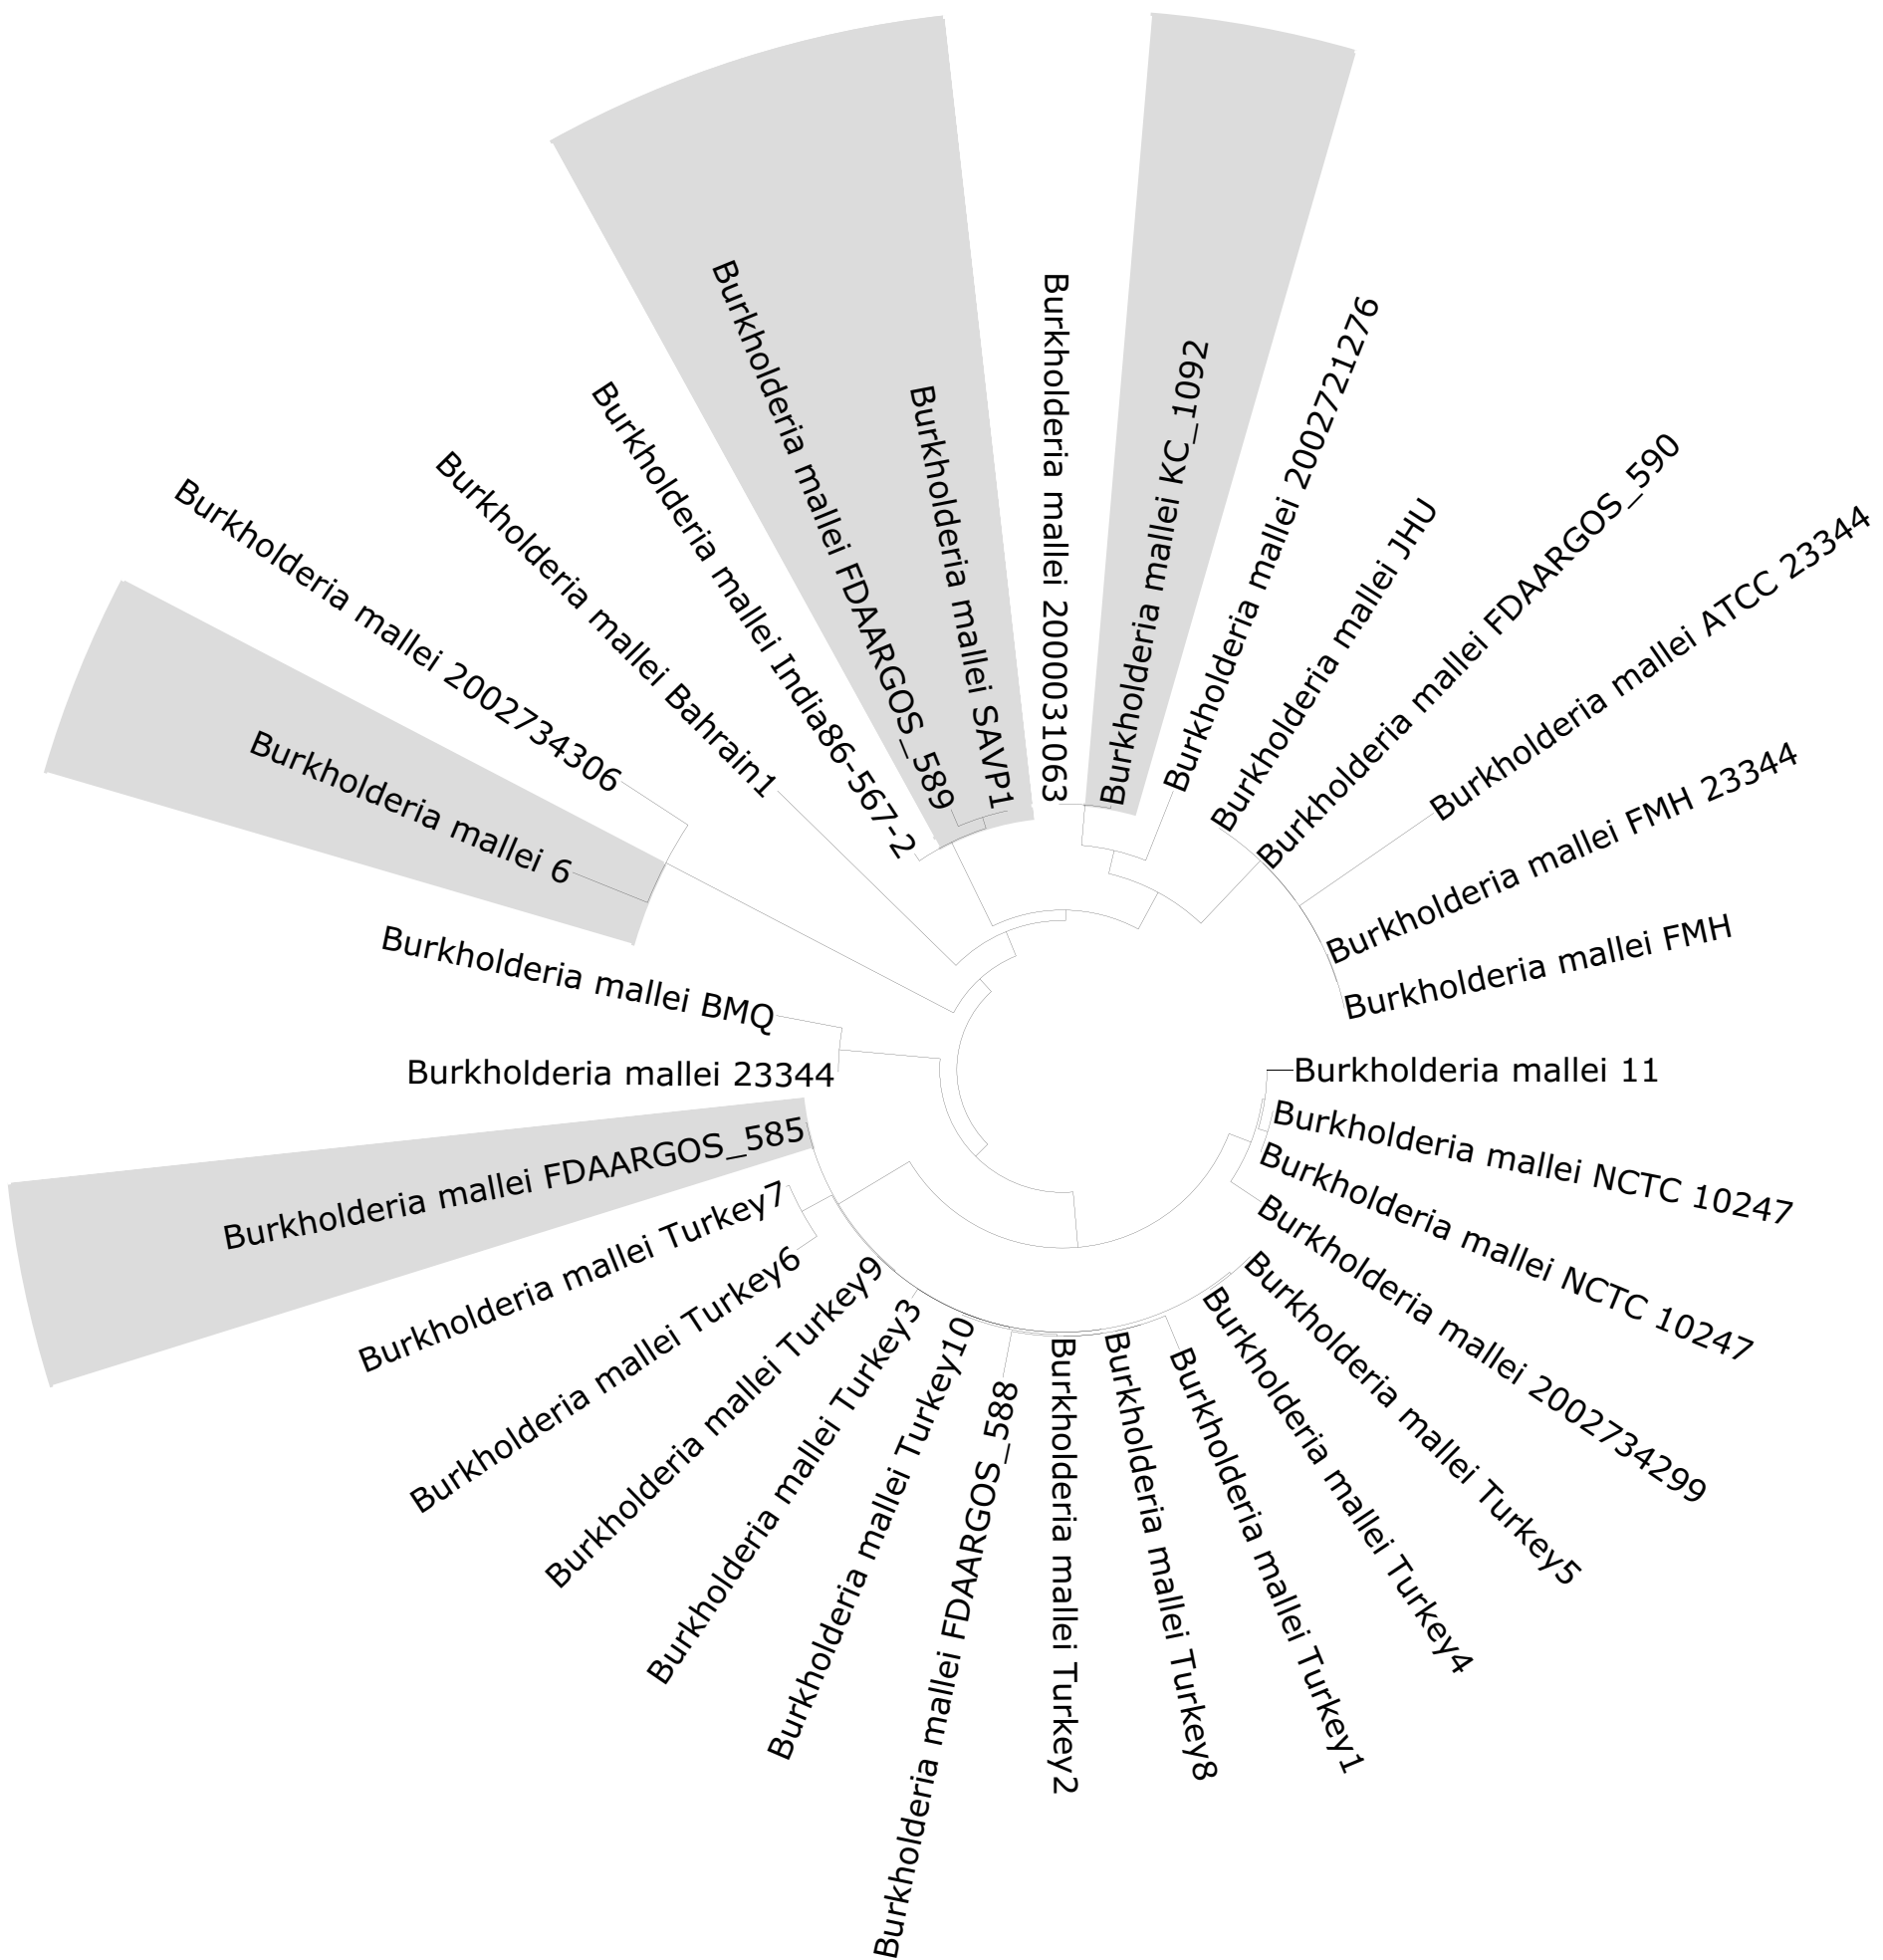 Burkholderia mallei 2000031063
Burkholderia mallei KC_1092
Burkholderia mallei 2002721276
Burkholderia mallei JHU
Burkholderia mallei FDAARGOS_590
Burkholderia mallei ATCC 23344
Burkholderia mallei FMH 23344
Burkholderia mallei FMH
Burkholderia mallei 11
Burkholderia mallei NCTC 10247
Burkholderia mallei NCTC 10247
Burkholderia mallei 2002734299
Burkholderia mallei Turkey5
Burkholderia mallei Turkey4
Burkholderia mallei Turkey1
Burkholderia mallei Turkey8
Burkholderia mallei Turkey2
Burkholderia mallei FDAARGOS_588
Burkholderia mallei Turkey10
Burkholderia mallei Turkey3
Burkholderia mallei Turkey9
Burkholderia mallei Turkey6
Burkholderia mallei Turkey7
Burkholderia mallei FDAARGOS_585
Burkholderia mallei 23344
Burkholderia mallei BMQ
Burkholderia mallei 6
Burkholderia mallei 2002734306
Burkholderia mallei Bahrain1
Burkholderia mallei India86-567-2
Burkholderia mallei FDAARGOS_589
Burkholderia mallei SAVP1